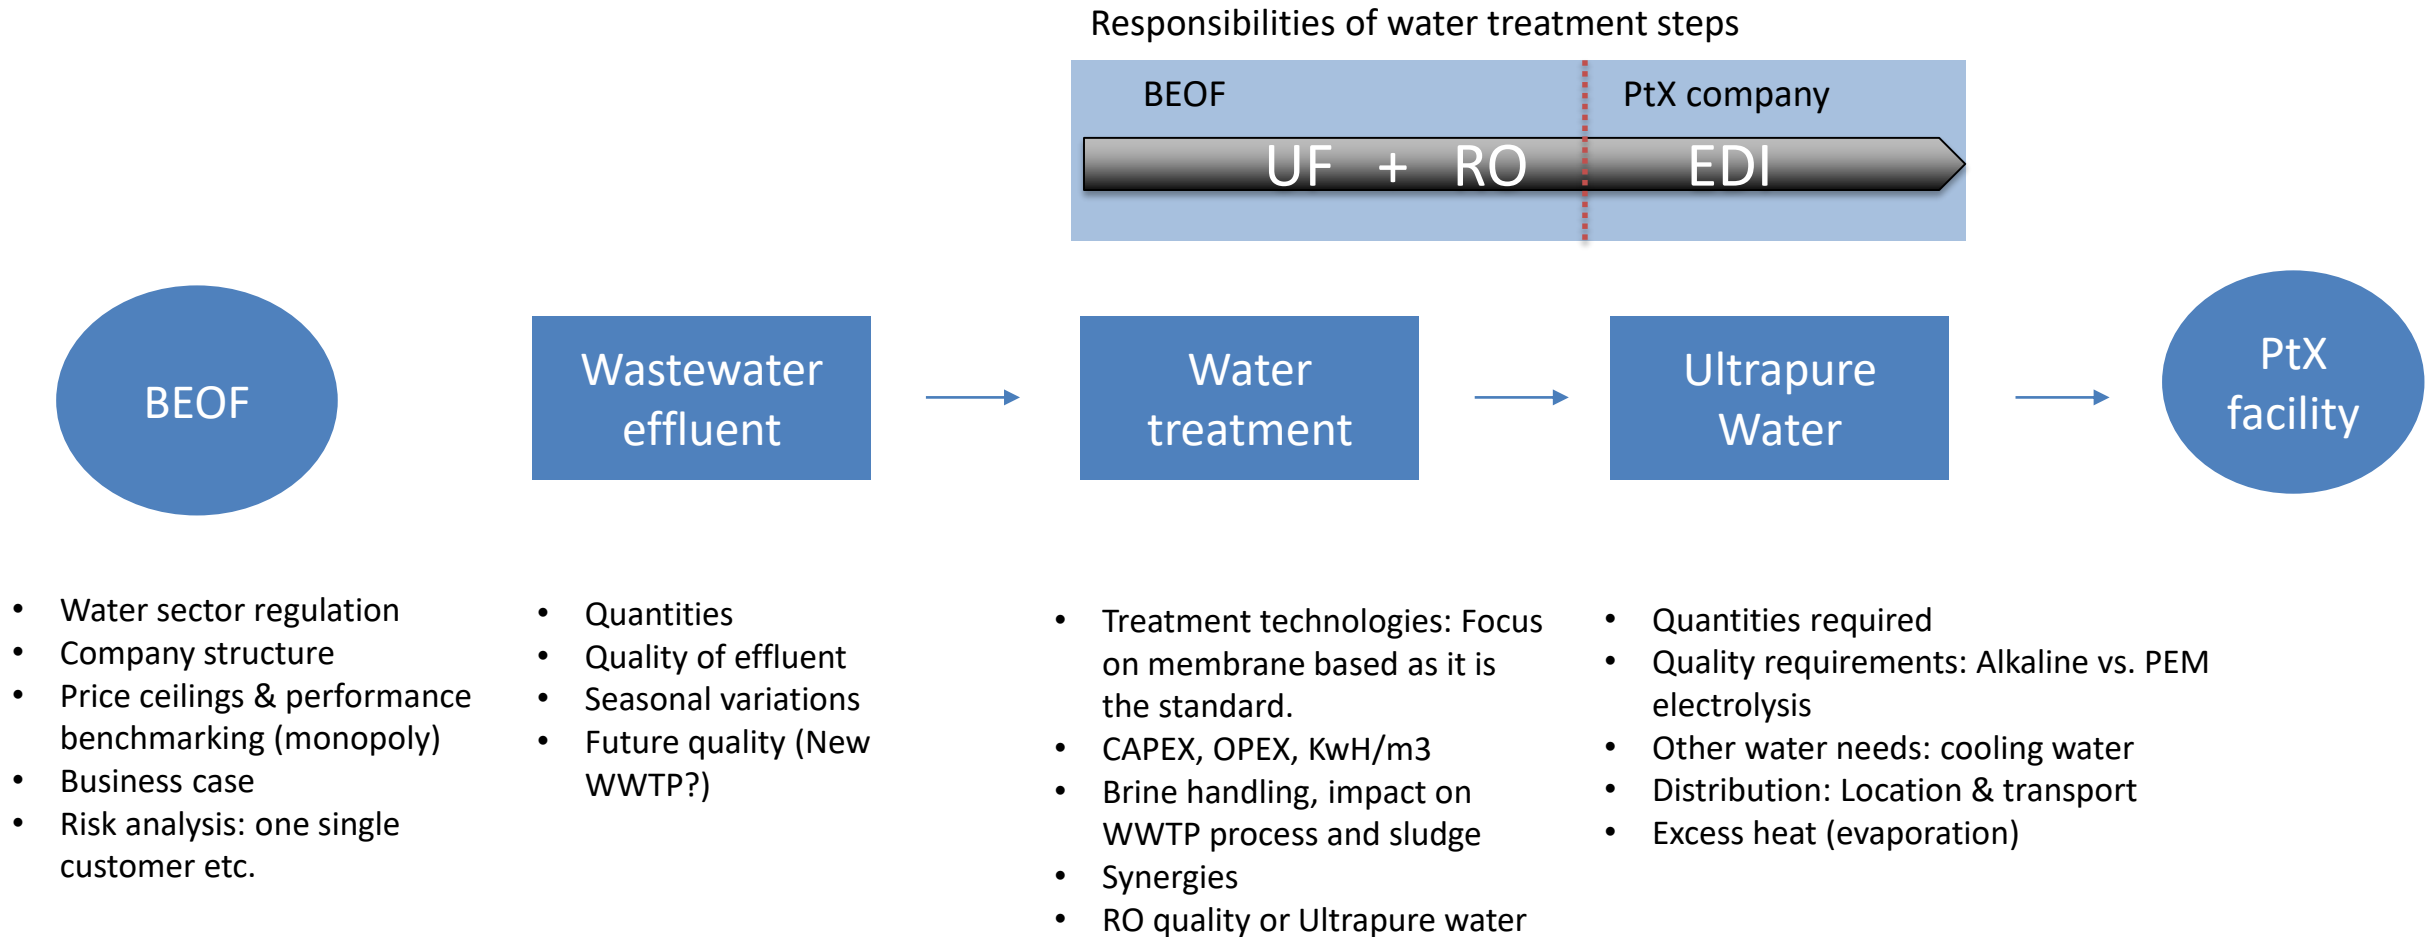 Responsibilities of water treatment steps
BEOF
PtX company
UF + RO
EDI
BEOF
Wastewater
effluent
Water
treatment
Ultrapure
Water
PtX
facility
• Water sector regulation
• Company structure
• Price ceilings & performance
benchmarking (monopoly)
• Business case
• Risk analysis: one single
customer etc.
• Quantities
• Quality of effluent
• Seasonal variations
• Future quality (New
WWTP?)
• Treatment technologies: Focus
on membrane based as it is
the standard.
• CAPEX, OPEX, KwH/m3
• Brine handling, impact on
WWTP process and sludge
• Synergies
• RO quality or Ultrapure water
• Quantities required
• Quality requirements: Alkaline vs. PEM
electrolysis
• Other water needs: cooling water
• Distribution: Location & transport
• Excess heat (evaporation)